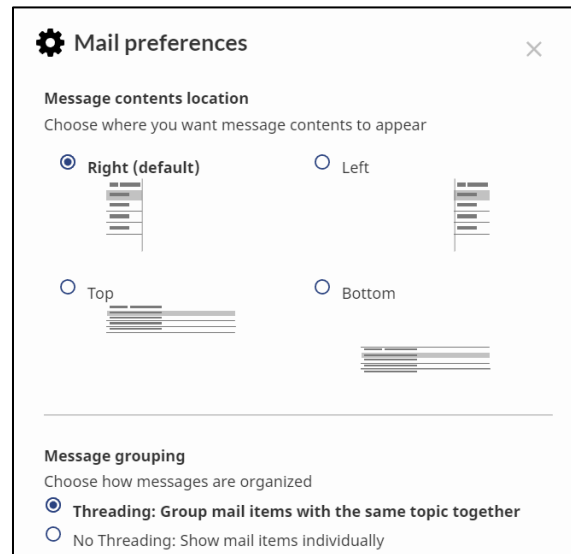 Mail preferences
Message contents location
Choose where you want message contents to appear
Right (default)
Left
Top
Bottom
Message grouping
Choose how messages are organized
Threading: Group mail items with the same topic together
No Threading: Show mail items individually